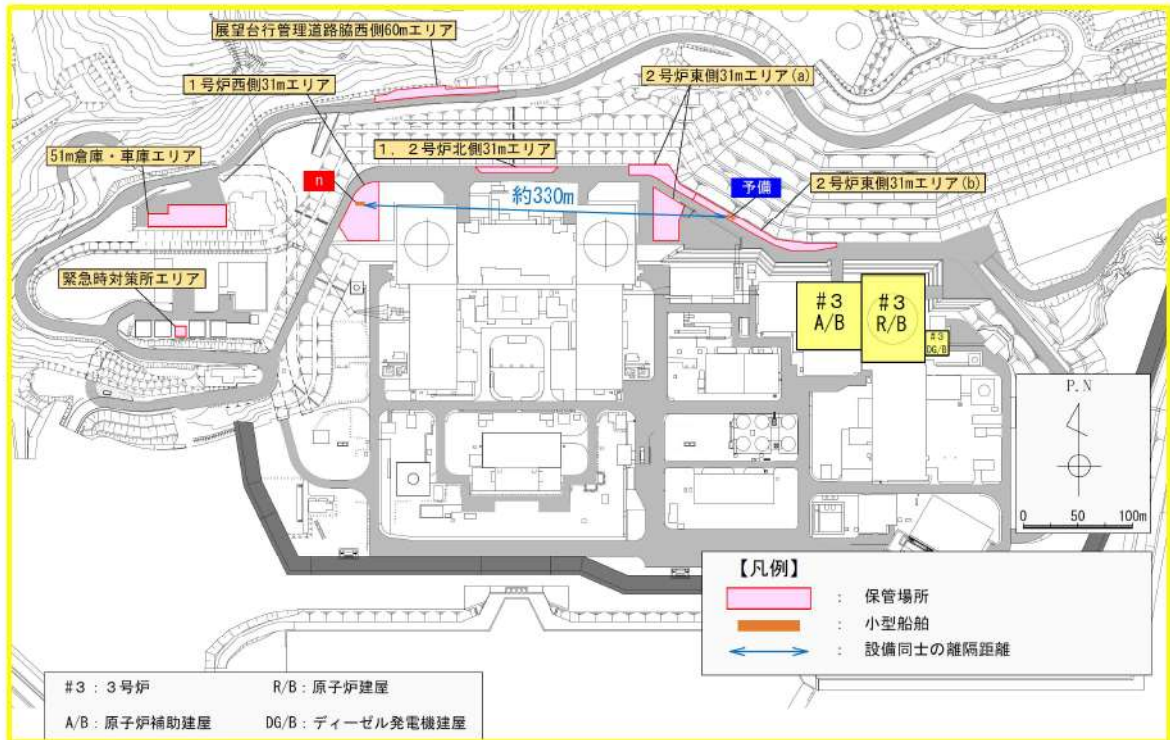 展望台行管理道路脇西側60mエリア
1号炉西側31mエリア
2号炉東側31mエリア(a)
51m倉庫・車庫エリア
1.2号炉北側31mエリア
n
約330m
予備
2号炉東側31mエリア(b)
緊急時対策所エリア
#3
A/B
#3
R/B
#3
DG/B
P.N
0 50 100m
【凡例】
: 保管場所
: 小型船舶
: 設備同士の離隔距離
#3:3号炉 R/B:原子炉建屋
A/B:原子炉補助建屋 DG/B:ディーゼル発電機建屋